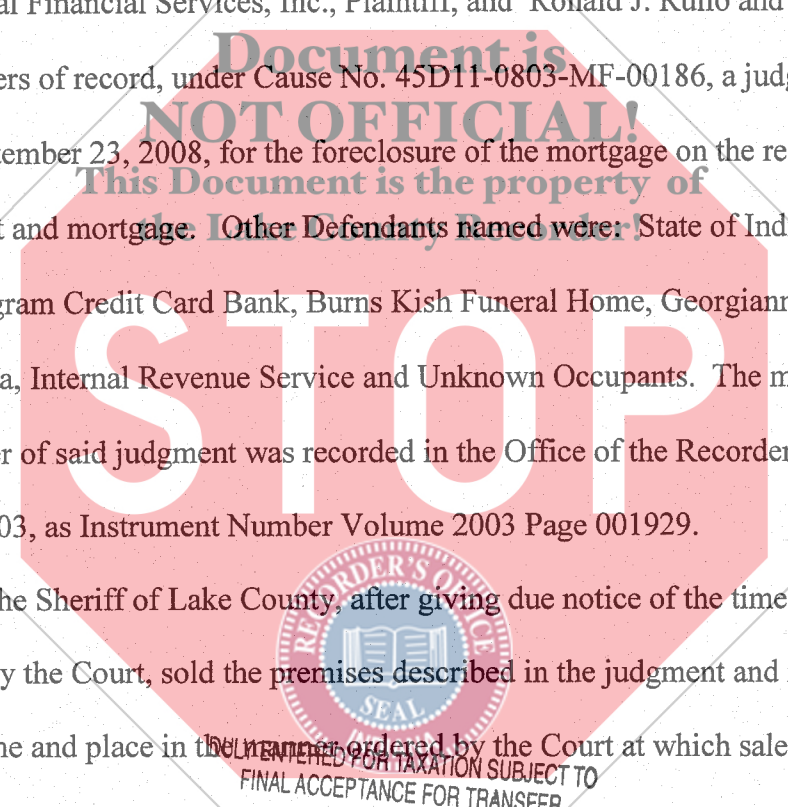 al Financial Services, Inc., Plaintiff, and Ronald J. Kuno and
Document is
ers of record, under Cause No. 45D11-0803-MF-00186, a judg
NOT OFFICIAL!
tember 23, 2008, for the foreclosure of the mortgage on the re
This Document is the property of
t and mortgage. Other Defendants named were: State of Ind
the Lake County Recorder!
gram Credit Card Bank, Burns Kish Funeral Home, Georgiann
STOP
a, Internal Revenue Service and Unknown Occupants. The m
r of said judgment was recorded in the Office of the Recorder
03, as Instrument Number Volume 2003 Page 001929.
RECORDER'S OFFICE
he Sheriff of Lake County, after giving due notice of the time
y the Court, sold the premises described in the judgment and
SEAL
INDIANA
ne and place in the manner ordered by the Court at which sale
DULY ENTERED FOR TAXATION SUBJECT TO
FINAL ACCEPTANCE FOR TRANSFER